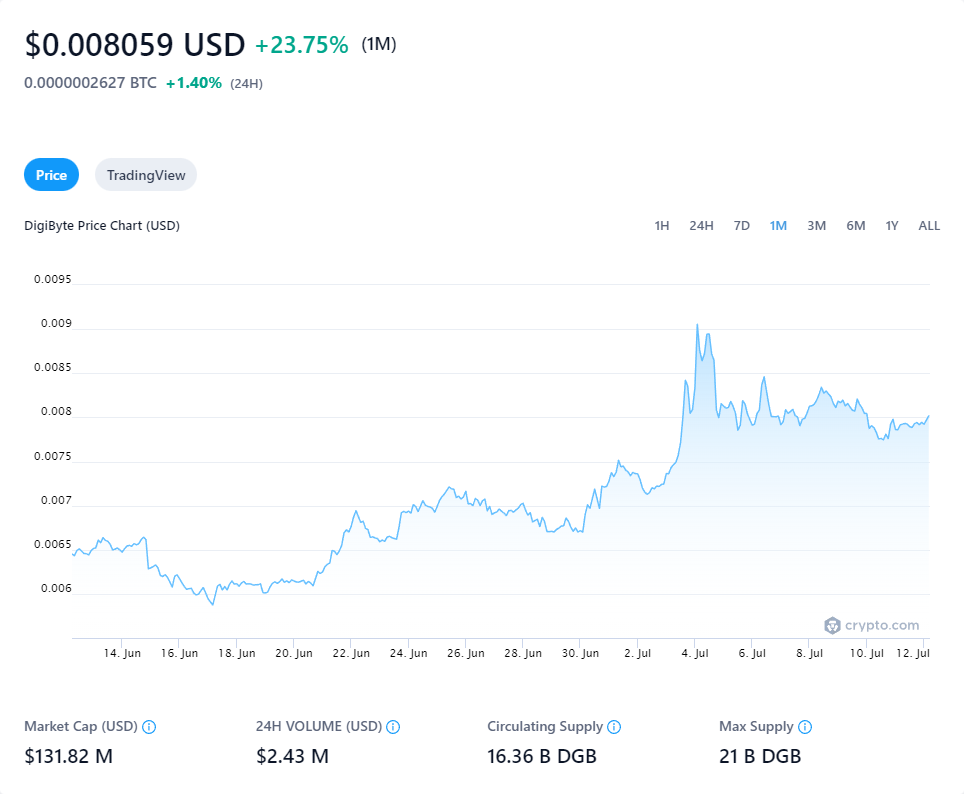 $0.008059 USD +23.75% (1M)
0.0000002627 BTC +1.40% (24H)
Price TradingView
DigiByte Price Chart (USD) 1H 24H 7D 1M 3M 6M 1Y ALL
0.0095
0.009
0.0085
0.008
0.0075
0.007
0.0065
0.006
crypto.com
14. Jun 16. Jun 18. Jun 20. Jun 22. Jun 24. Jun 26. Jun 28. Jun 30. Jun 2. Jul 4. Jul 6. Jul 8. Jul 10. Jul 12. Jul
Market Cap (USD) 24H VOLUME (USD) Circulating Supply Max Supply
$131.82 M $2.43 M 16.36 B DGB 21 B DGB